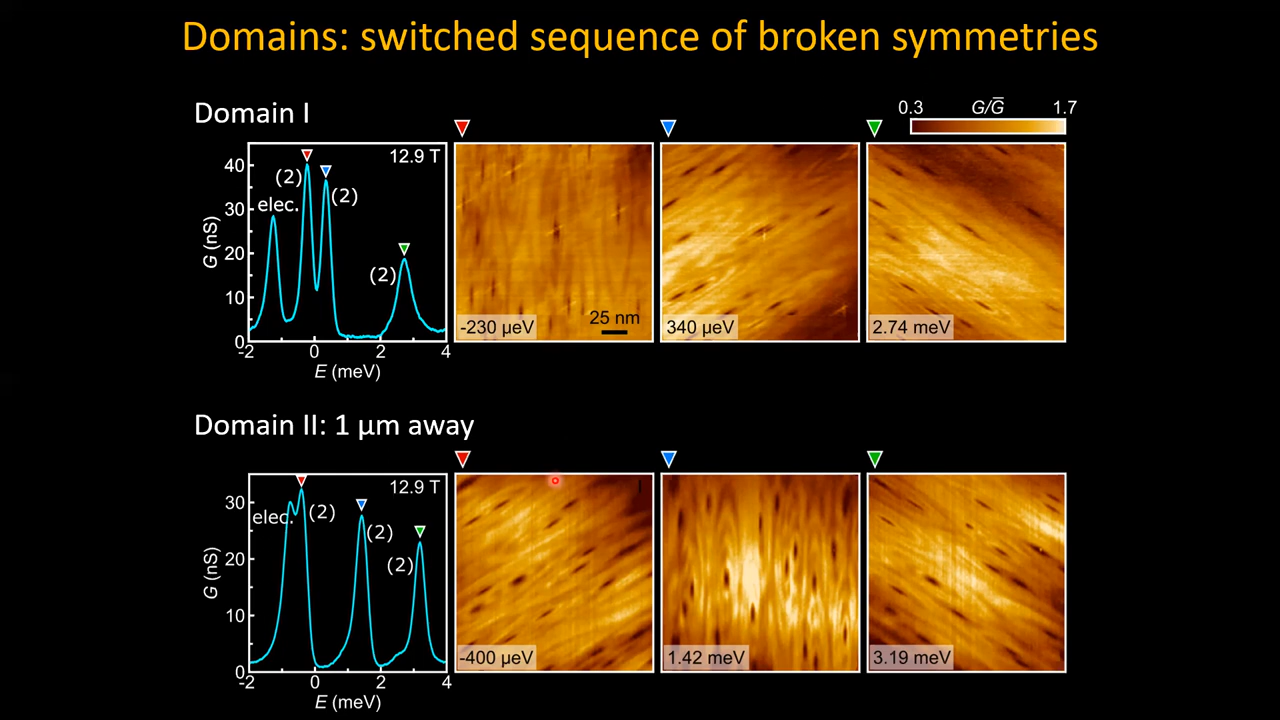 Domains: switched sequence of broken symmetries
Domain I
0.3 G/G̅ 1.7
12.9 T
40
30
20
10
0
G (nS)
elec.
(2)
(2)
(2)
-2 0 2 4
E (meV)
-230 µeV
25 nm
340 µeV
2.74 meV
Domain II: 1 µm away
12.9 T
30
20
10
0
G (nS)
elec.
(2)
(2)
(2)
-2 0 2 4
E (meV)
-400 µeV
1.42 meV
3.19 meV